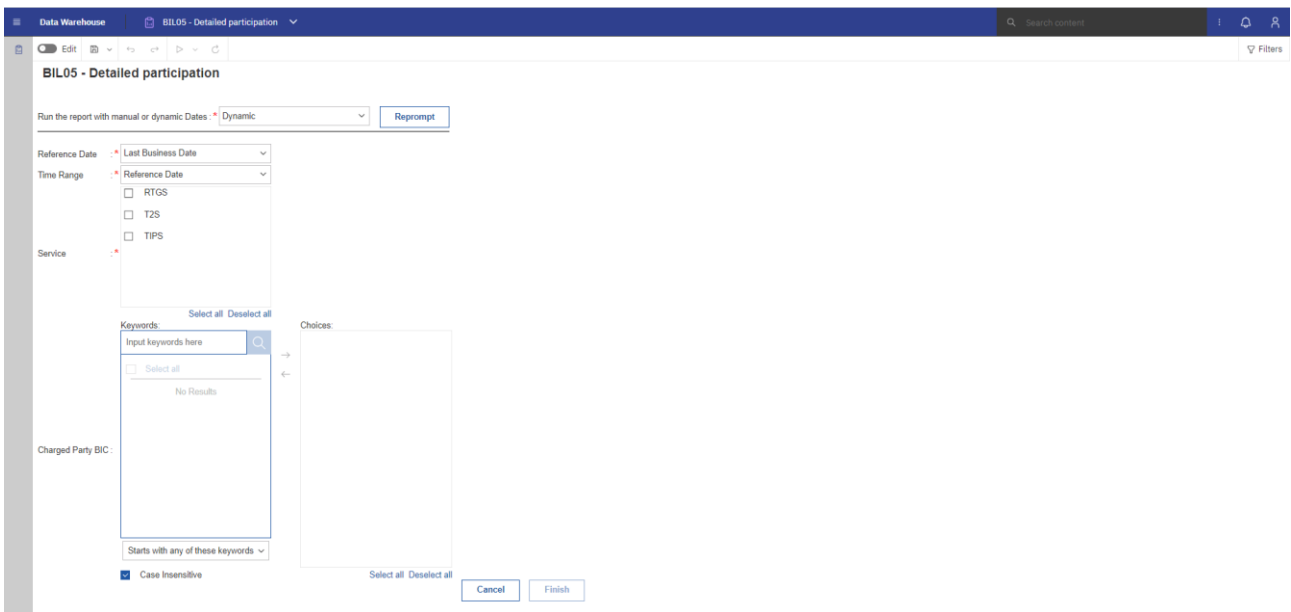 Data Warehouse BIL05 - Detailed participation Search content
Edit Filters
BIL05 - Detailed participation
Run the report with manual or dynamic Dates : * Dynamic Reprompt
Reference Date : * Last Business Date
Time Range : * Reference Date
RTGS
T2S
TIPS
Service : *
Select all Deselect all
Keywords: Choices:
Input keywords here
Select all
No Results
Charged Party BIC :
Starts with any of these keywords
Case Insensitive Select all Deselect all
Cancel Finish